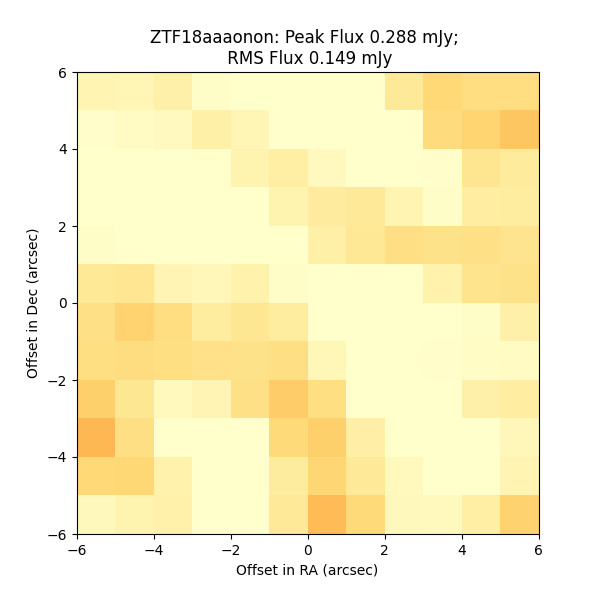 ZTF18aaaonon: Peak Flux 0.288 mJy;
RMS Flux 0.149 mJy
6
4
2
0
−2
−4
−6
Offset in Dec (arcsec)
−6 −4 −2 0 2 4 6
Offset in RA (arcsec)